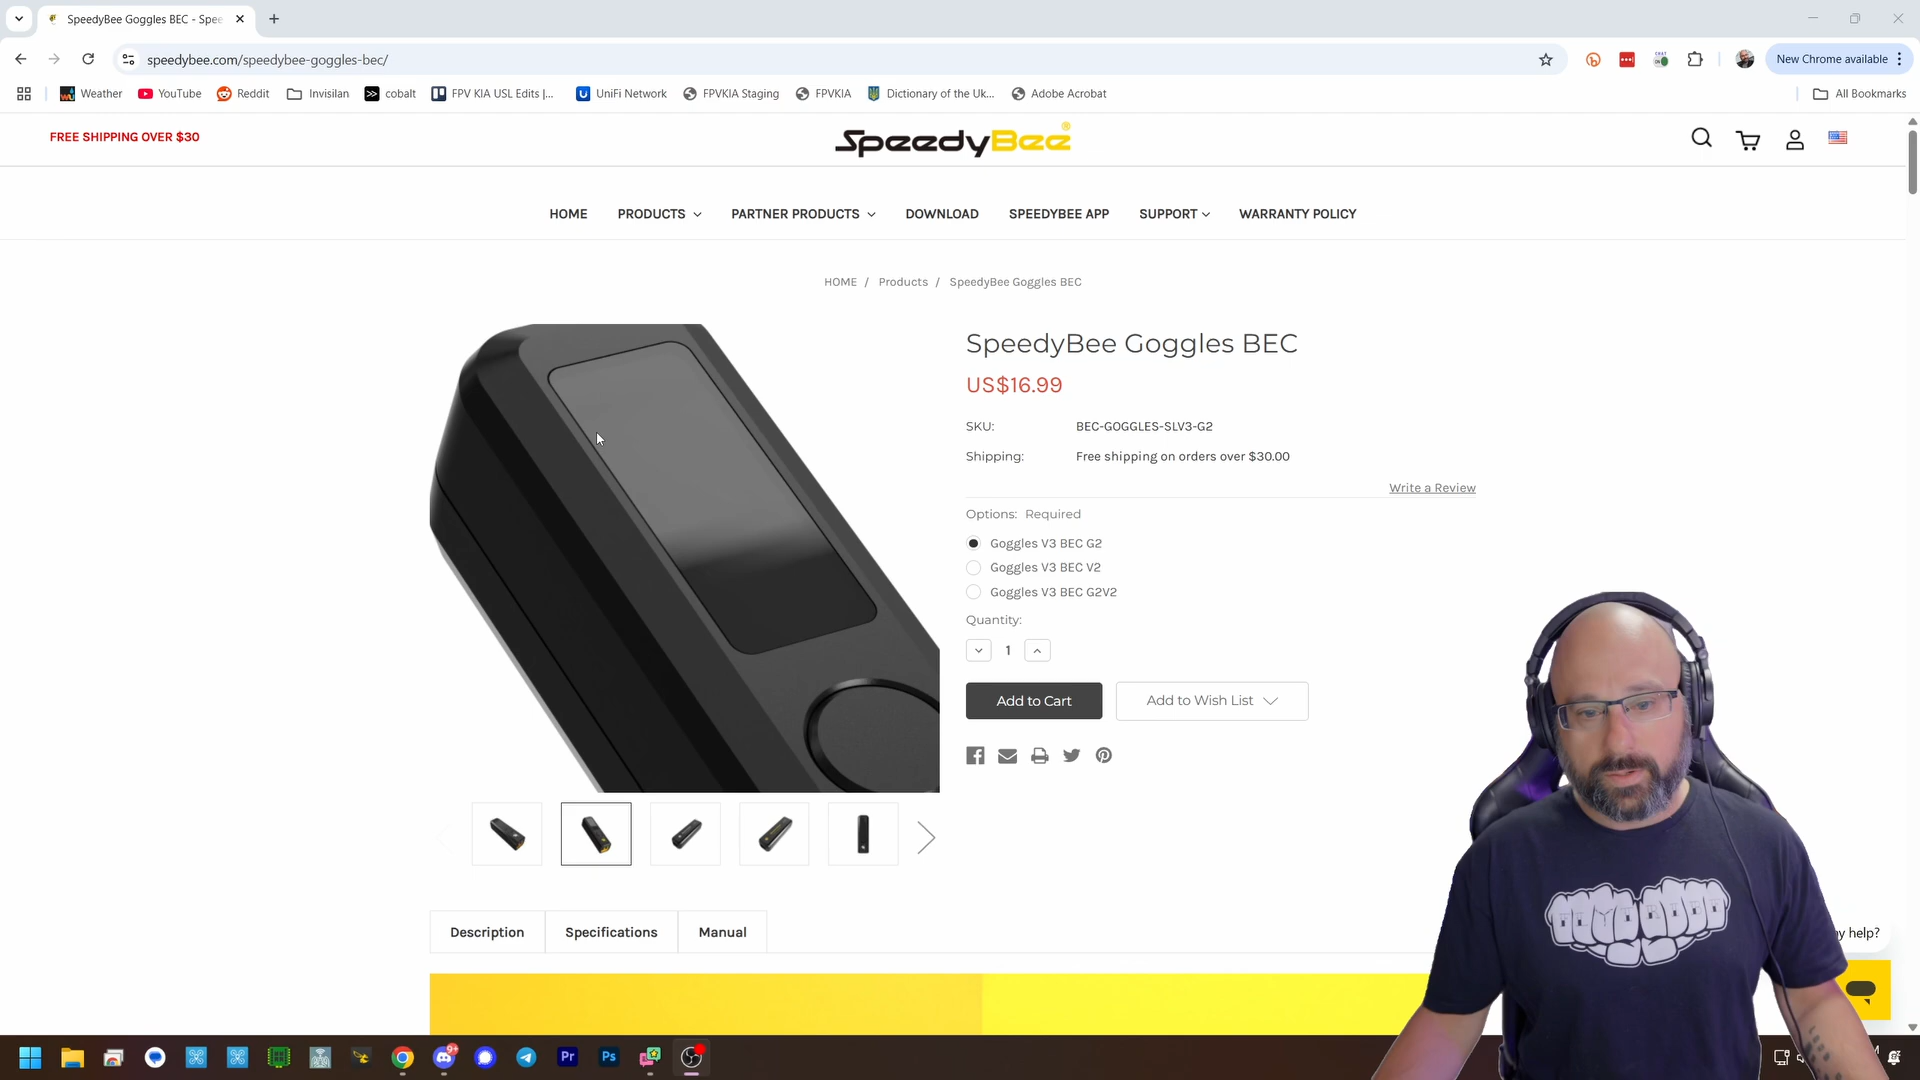 SpeedyBee Goggles BEC - Spee
speedybee.com/speedybee-goggles-bec/
New Chrome available
Weather
YouTube
Reddit
Invisilan
cobalt
FPV KIA USL Edits |...
UniFi Network
FPVKIA Staging
FPVKIA
Dictionary of the Uk...
Adobe Acrobat
All Bookmarks
FREE SHIPPING OVER $30
SpeedyBee®
HOME
PRODUCTS
PARTNER PRODUCTS
DOWNLOAD
SPEEDYBEE APP
SUPPORT
WARRANTY POLICY
HOME / Products / SpeedyBee Goggles BEC
SpeedyBee Goggles BEC
US$16.99
SKU: BEC-GOGGLES-SLV3-G2
Shipping: Free shipping on orders over $30.00
Write a Review
Options: Required
Goggles V3 BEC G2
Goggles V3 BEC V2
Goggles V3 BEC G2V2
Quantity:
1
Add to Cart
Add to Wish List
Description
Specifications
Manual
help?
9+
Pr
Ps